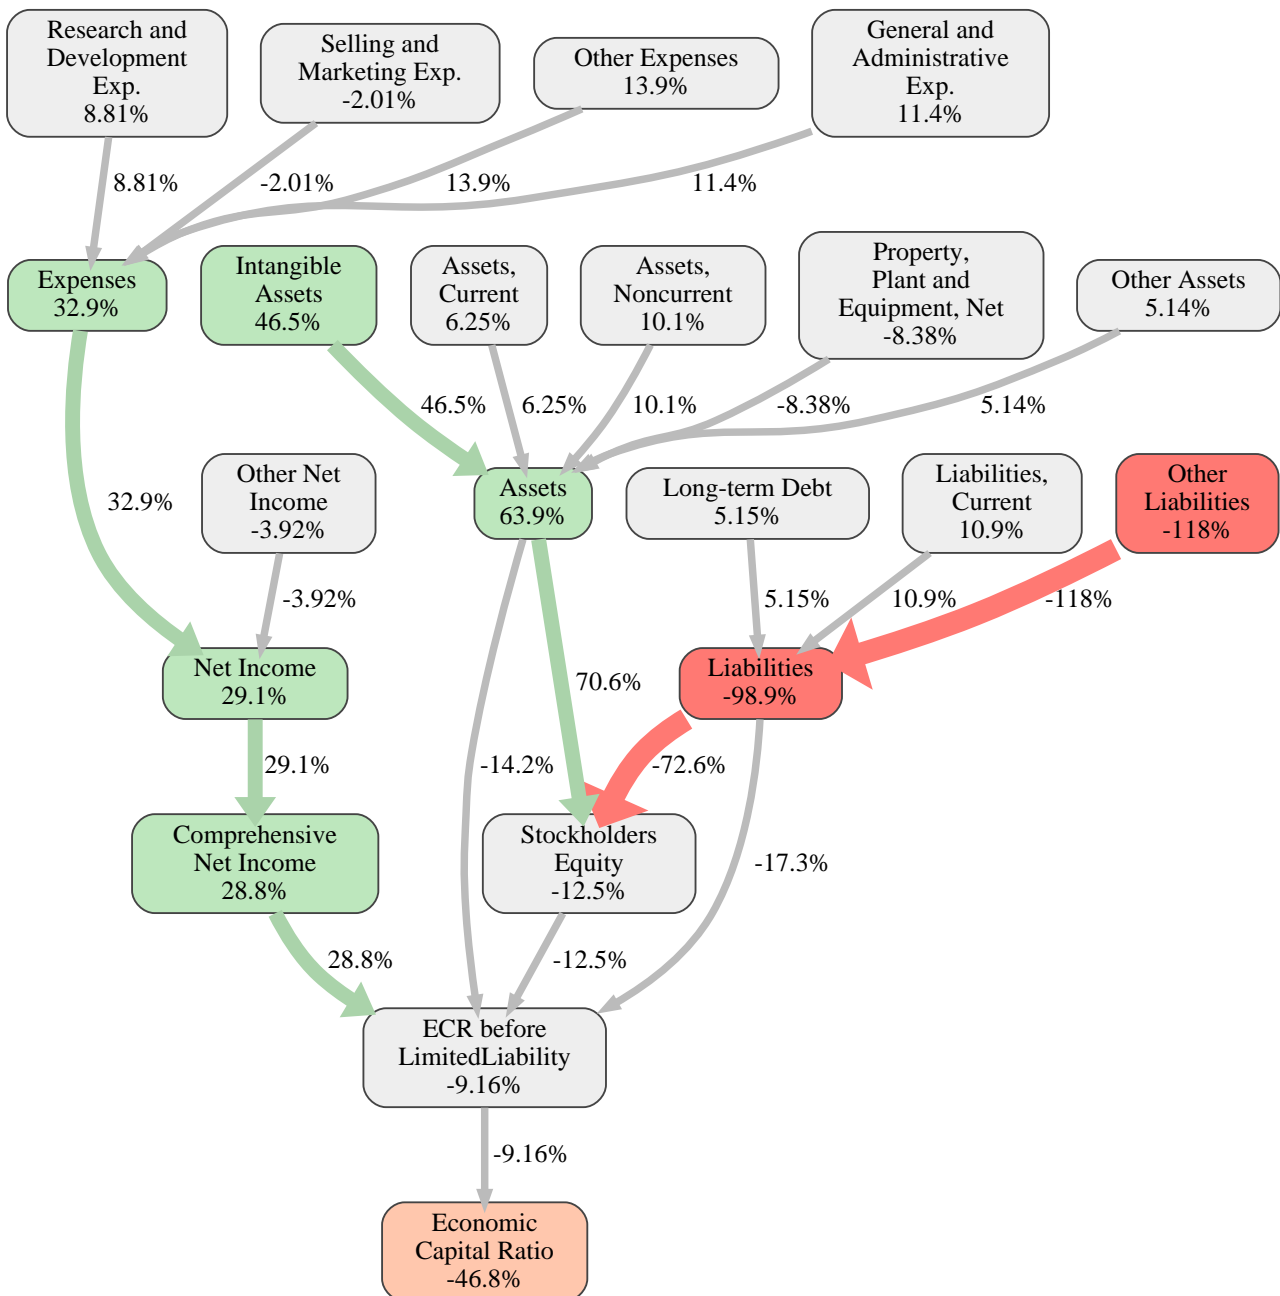 Research and
Development
Exp.
8.81%
Selling and
Marketing Exp.
-2.01%
Other Expenses
13.9%
General and
Administrative
Exp.
11.4%
8.81%
-2.01%
13.9%
11.4%
Expenses
32.9%
Intangible
Assets
46.5%
Assets,
Current
6.25%
Assets,
Noncurrent
10.1%
Property,
Plant and
Equipment, Net
-8.38%
Other Assets
5.14%
46.5%
6.25%
10.1%
-8.38%
5.14%
32.9%
Other Net
Income
-3.92%
Assets
63.9%
Long-term Debt
5.15%
Liabilities,
Current
10.9%
Other
Liabilities
-118%
-3.92%
5.15%
10.9%
-118%
Net Income
29.1%
70.6%
Liabilities
-98.9%
29.1%
-14.2%
-72.6%
Comprehensive
Net Income
28.8%
Stockholders
Equity
-12.5%
-17.3%
28.8%
-12.5%
ECR before
LimitedLiability
-9.16%
-9.16%
Economic
Capital Ratio
-46.8%